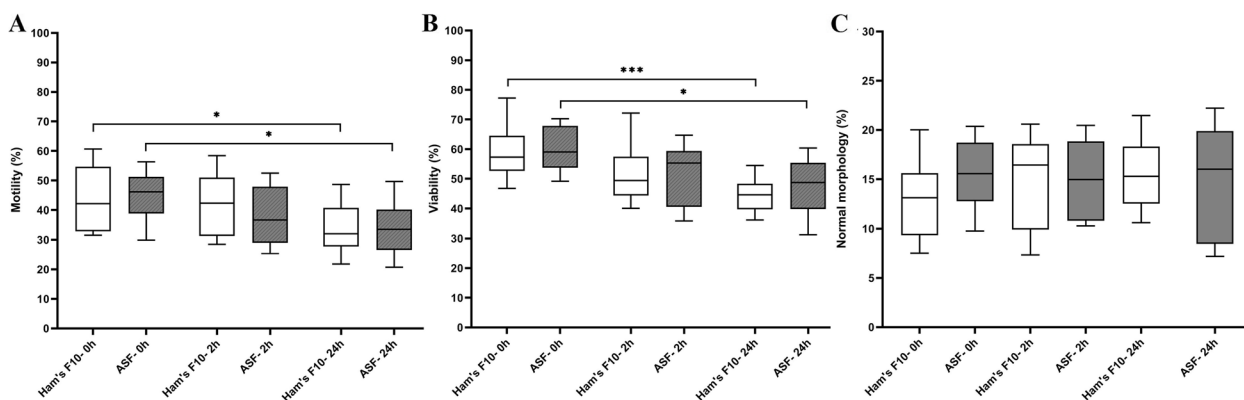 A
Motility (%)
100
90
80
70
60
50
40
30
20
10
0
*
*
Ham's F10- 0h
ASF- 0h
Ham's F10- 2h
ASF- 2h
Ham's F10- 24h
ASF- 24h
B
Viability (%)
100
90
80
70
60
50
40
30
20
10
0
***
*
Ham's F10- 0h
ASF- 0h
Ham's F10- 2h
ASF- 2h
Ham's F10- 24h
ASF- 24h
C
Normal morphology (%)
30
25
20
15
10
5
0
Ham's F10- 0h
ASF- 0h
Ham's F10- 2h
ASF- 2h
Ham's F10- 24h
ASF- 24h